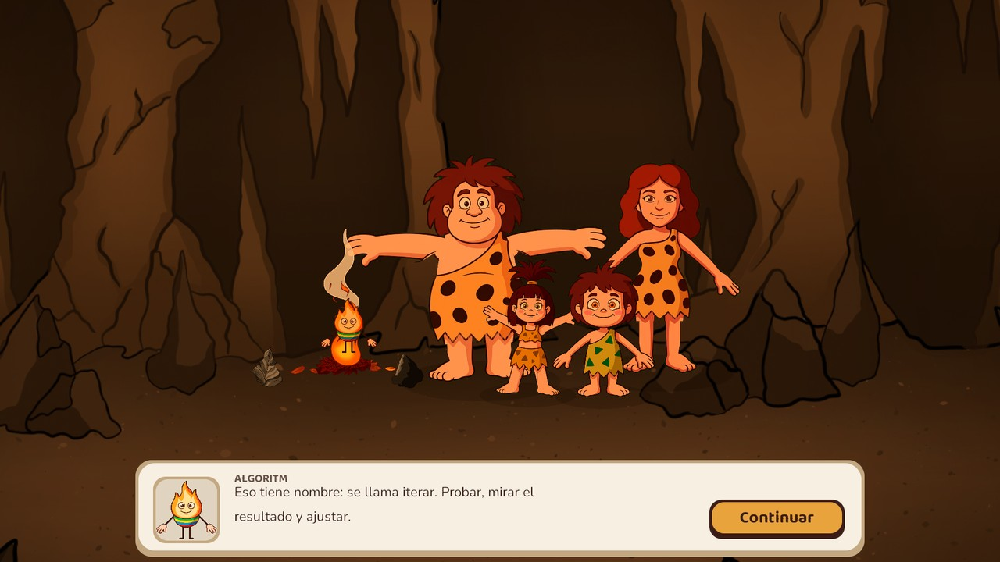 ALGORITM
Eso tiene nombre: se llama iterar. Probar, mirar el
resultado y ajustar.
Continuar